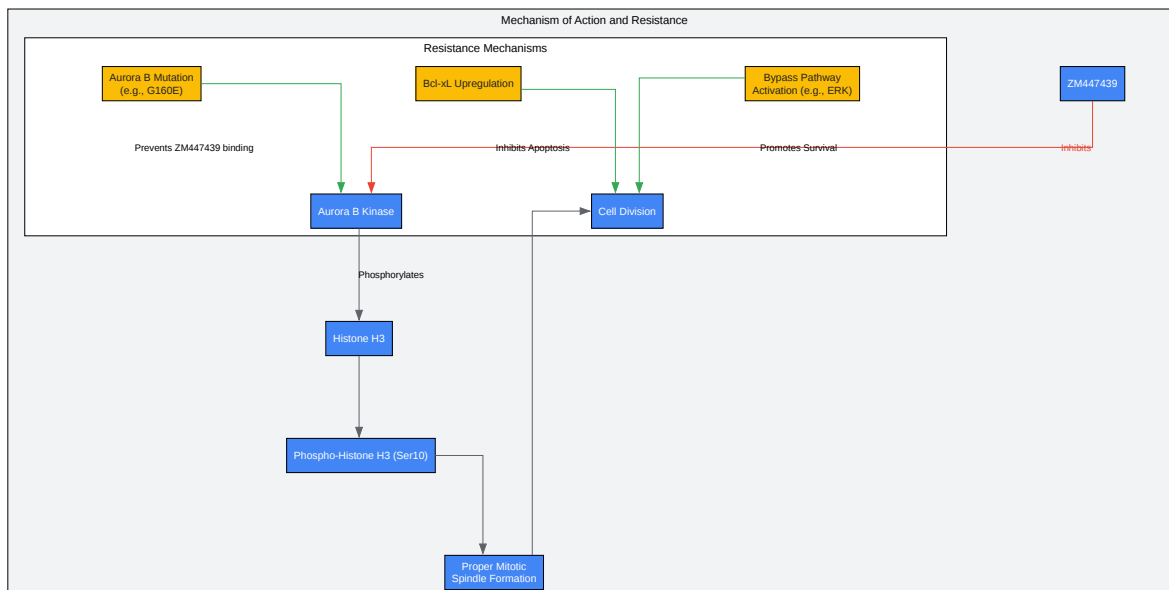 Mechanism of Action and Resistance
Resistance Mechanisms
Aurora B Mutation
(e.g., G160E)
Bcl-xL Upregulation
Bypass Pathway
Activation (e.g., ERK)
ZM447439
Prevents ZM447439 binding
Inhibits Apoptosis
Promotes Survival
Inhibits
Aurora B Kinase
Cell Division
Phosphorylates
Histone H3
Phospho-Histone H3 (Ser10)
Proper Mitotic
Spindle Formation